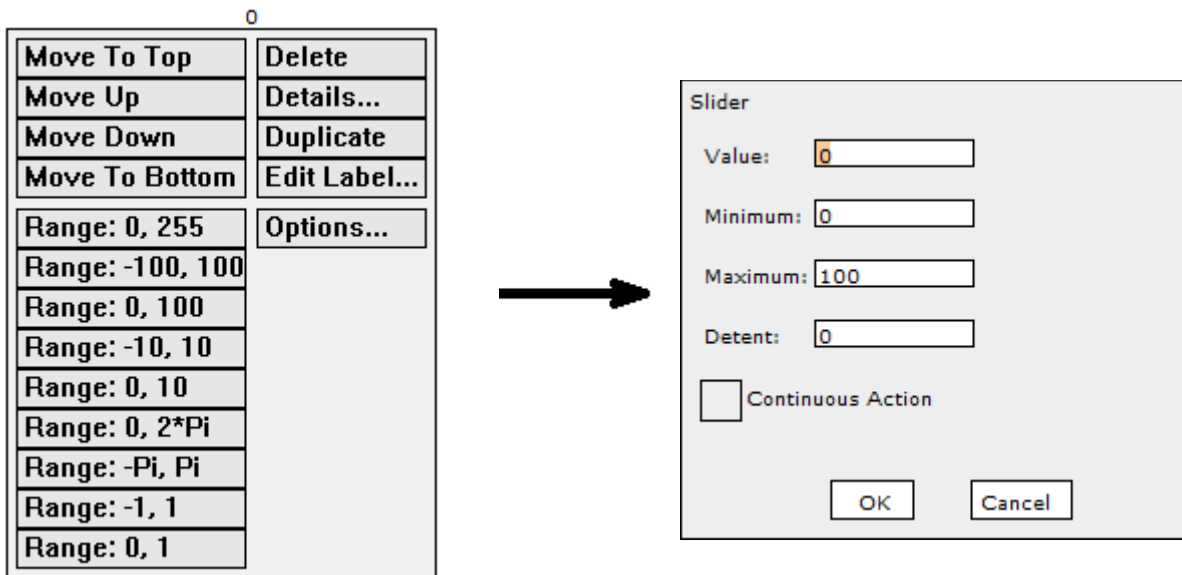 0
Move To Top
Move Up
Move Down
Move To Bottom
Delete
Details...
Duplicate
Edit Label...
Range: 0, 255
Range: -100, 100
Range: 0, 100
Range: -10, 10
Range: 0, 10
Range: 0, 2*Pi
Range: -Pi, Pi
Range: -1, 1
Range: 0, 1
Options...
Slider
Value: 0
Minimum: 0
Maximum: 100
Detent: 0
Continuous Action
OK Cancel